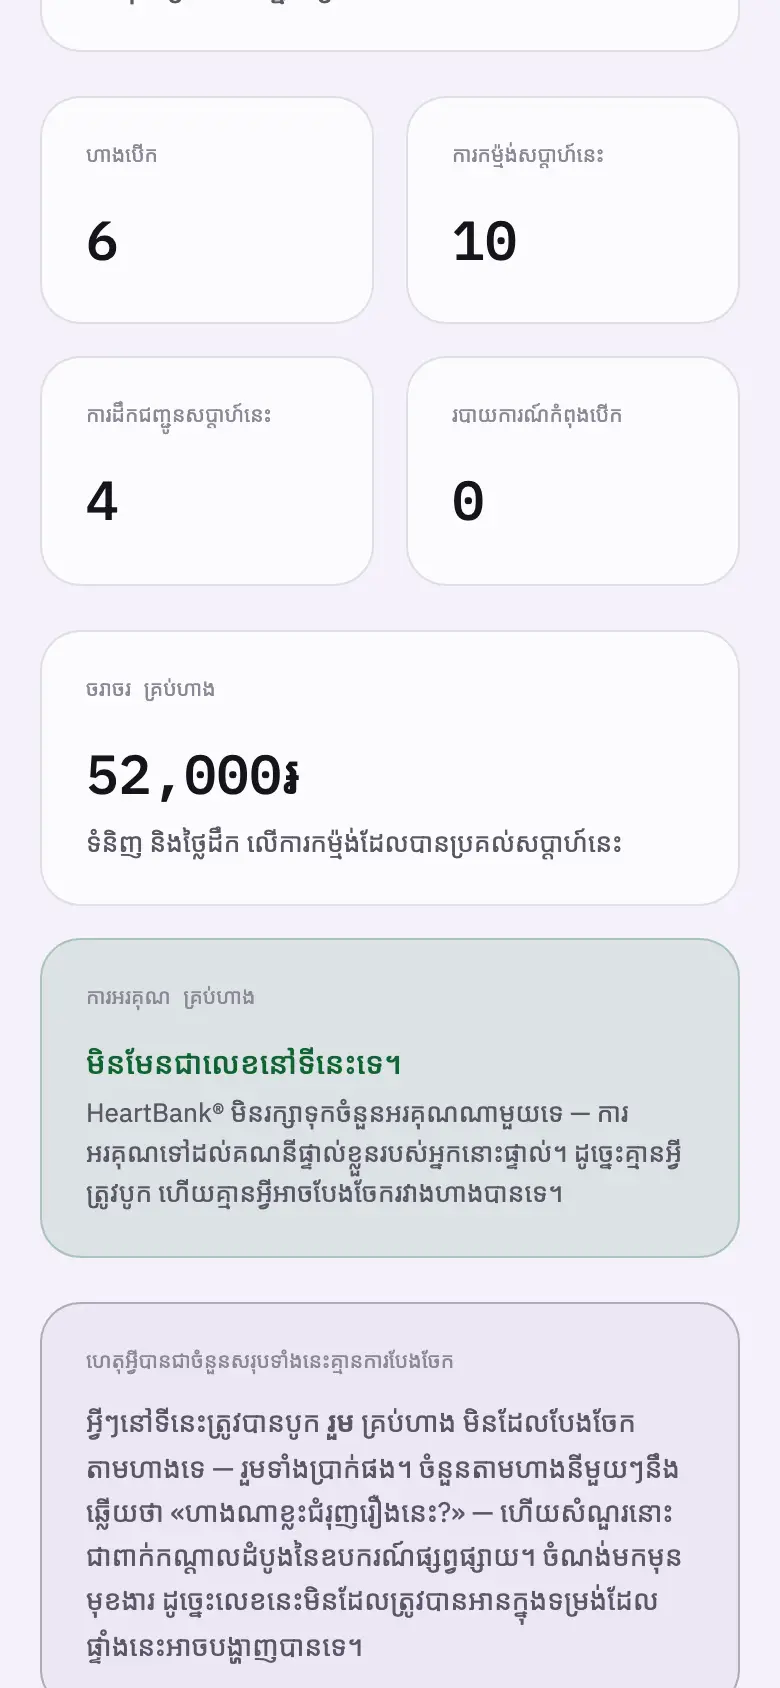 ហាងបើក
6
ការកម្ម៉ង់សប្ដាហ៍នេះ
10
ការដឹកជញ្ជូនសប្ដាហ៍នេះ
4
របាយការណ៍កំពុងបើក
0
ចរាចរ គ្រប់ហាង
52,000៛
ទំនិញ និងថ្លៃដឹក លើការកម្ម៉ង់ដែលបានប្រគល់សប្ដាហ៍នេះ
ការអរគុណ គ្រប់ហាង
មិនមែនជាលេខនៅទីនេះទេ។
HeartBank® មិនរក្សាទុកចំនួនអរគុណណាមួយទេ — ការ
អរគុណទៅដល់គណនីផ្ទាល់ខ្លួនរបស់អ្នកនោះផ្ទាល់។ ដូច្នេះគ្មានអ្វី
ត្រូវបូក ហើយគ្មានអ្វីអាចបែងចែករវាងហាងបានទេ។
ហេតុអ្វីបានជាចំនួនសរុបទាំងនេះគ្មានការបែងចែក
អ្វីៗនៅទីនេះត្រូវបានបូក រួម គ្រប់ហាង មិនដែលបែងចែក
តាមហាងទេ — រួមទាំងប្រាក់ផង។ ចំនួនតាមហាងនីមួយៗនឹង
ឆ្លើយថា «ហាងណាខ្លះជំរុញរឿងនេះ?» — ហើយសំណួរនោះ
ជាពាក់កណ្ដាលដំបូងនៃឧបករណ៍ផ្សព្វផ្សាយ។ ចំណង់មកមុន
មុខងារ ដូច្នេះលេខនេះមិនដែលត្រូវបានអានក្នុងទម្រង់ដែល
ផ្ទាំងនេះអាចបង្ហាញបានទេ។